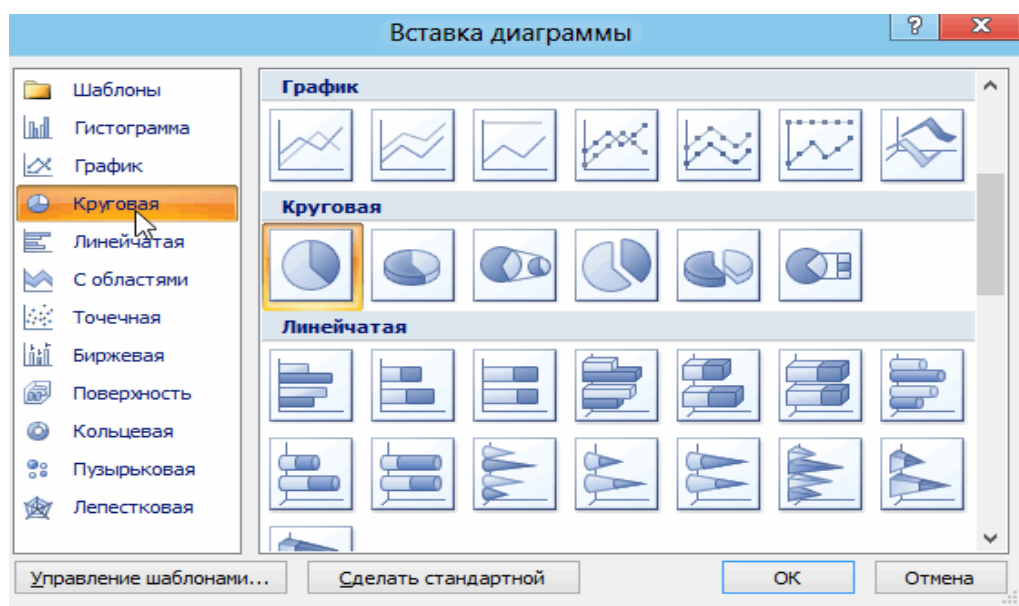 Вставка диаграммы
?
x
Шаблоны
Гистограмма
График
Круговая
Линейчатая
С областями
Точечная
Биржевая
Поверхность
Кольцевая
Пузырьковая
Лепестковая
График
Круговая
Линейчатая
Управление шаблонами...
Сделать стандартной
ОК
Отмена